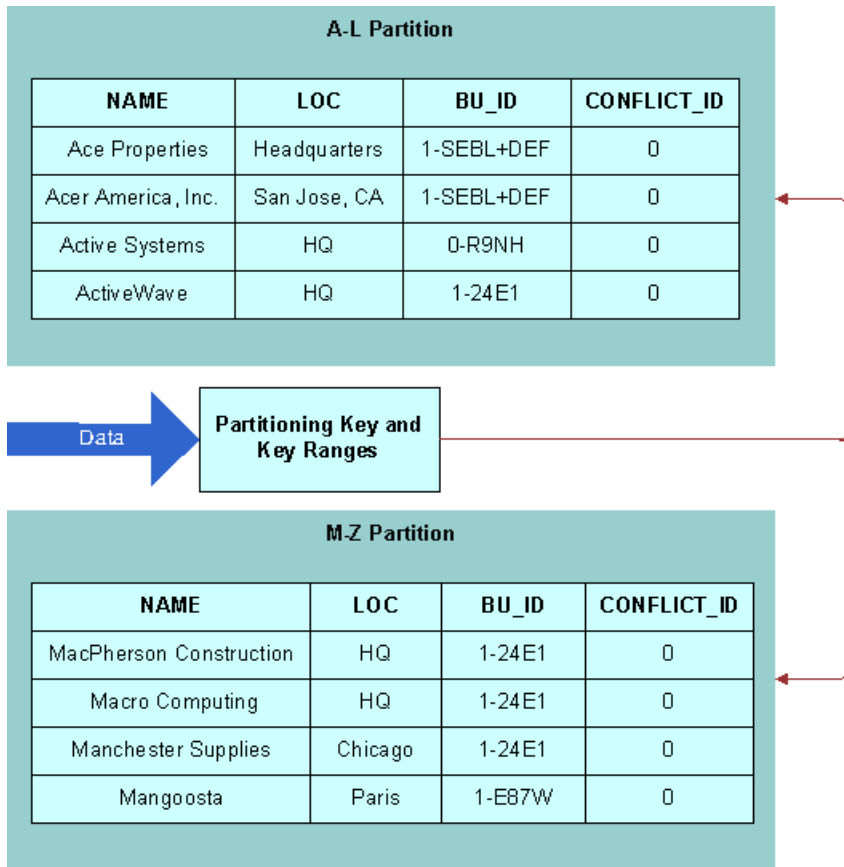 A-L Partition
NAME LOC BU_ID CONFLICT_ID
Ace Properties Headquarters 1-SEBL+DEF 0
Acer America, Inc. San Jose, CA 1-SEBL+DEF 0
Active Systems HQ 0-R9NH 0
ActiveWave HQ 1-24E1 0
Data
Partitioning Key and
Key Ranges
M-Z Partition
NAME LOC BU_ID CONFLICT_ID
MacPherson Construction HQ 1-24E1 0
Macro Computing HQ 1-24E1 0
Manchester Supplies Chicago 1-24E1 0
Mangoosta Paris 1-E87W 0